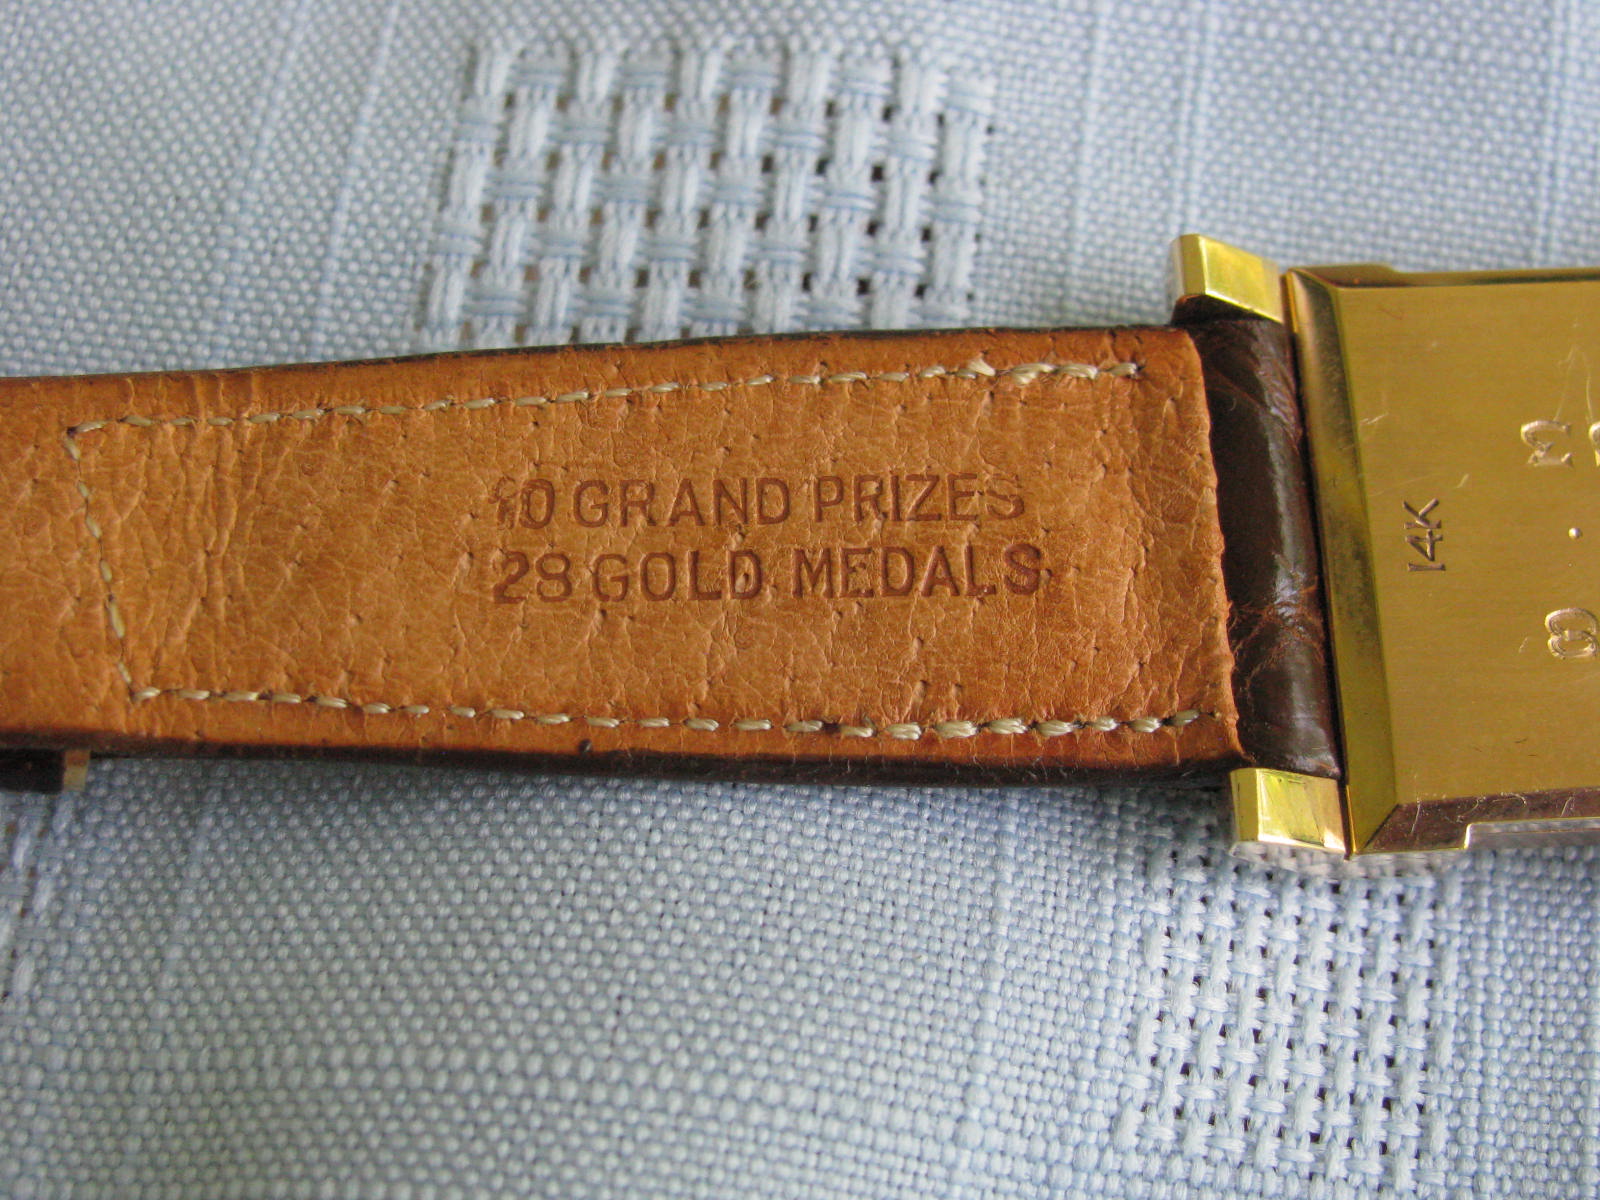 10 GRAND PRIZES
28 GOLD MEDALS
14K